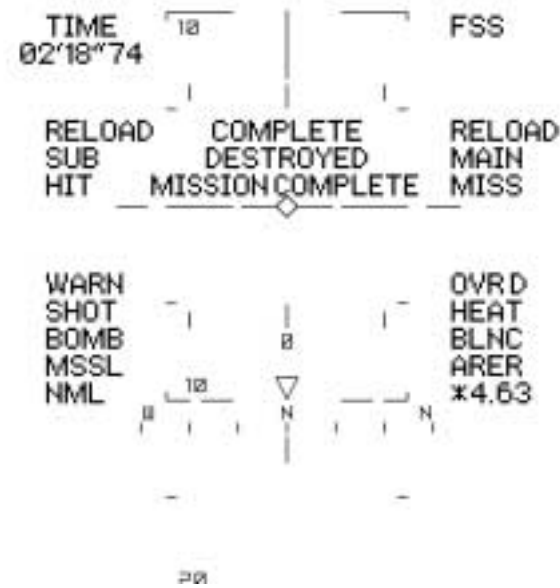 TIME 10 FSS
02'18"74
RELOAD COMPLETE RELOAD
SUB DESTROYED MAIN
HIT MISSION COMPLETE MISS
WARN OVRD
SHOT HEAT
BOMB 0 BLNC
MSSL ARER
NML 10 *4.63
W N N
20